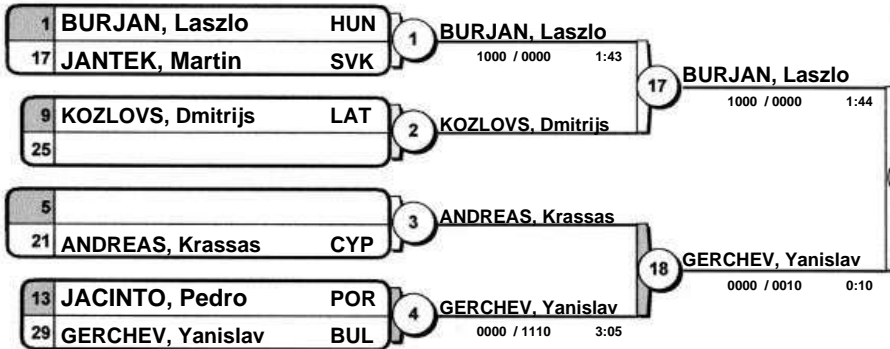 1 BURJAN, Laszlo HUN
17 JANTEK, Martin SVK
1
BURJAN, Laszlo
1000 / 0000 1:43
9 KOZLOVS, Dmitrijs LAT
25
2
KOZLOVS, Dmitrijs
17
BURJAN, Laszlo
1000 / 0000 1:44
5
21 ANDREAS, Krassas CYP
3
ANDREAS, Krassas
13 JACINTO, Pedro POR
29 GERCHEV, Yanislav BUL
4
GERCHEV, Yanislav
0000 / 1110 3:05
18
GERCHEV, Yanislav
0000 / 0010 0:10